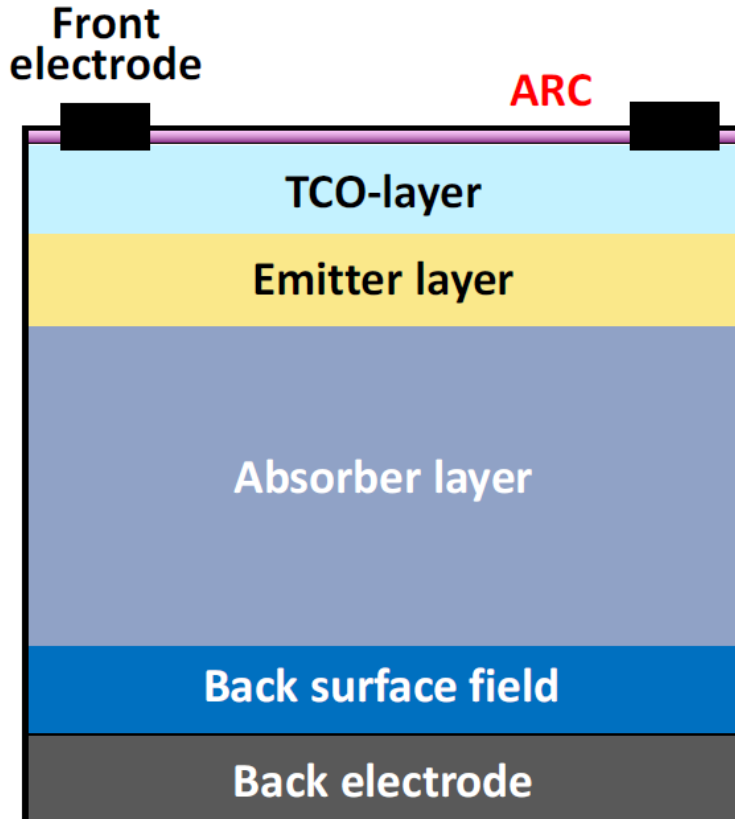 Front
electrode
ARC
TCO-layer
Emitter layer
Absorber layer
Back surface field
Back electrode